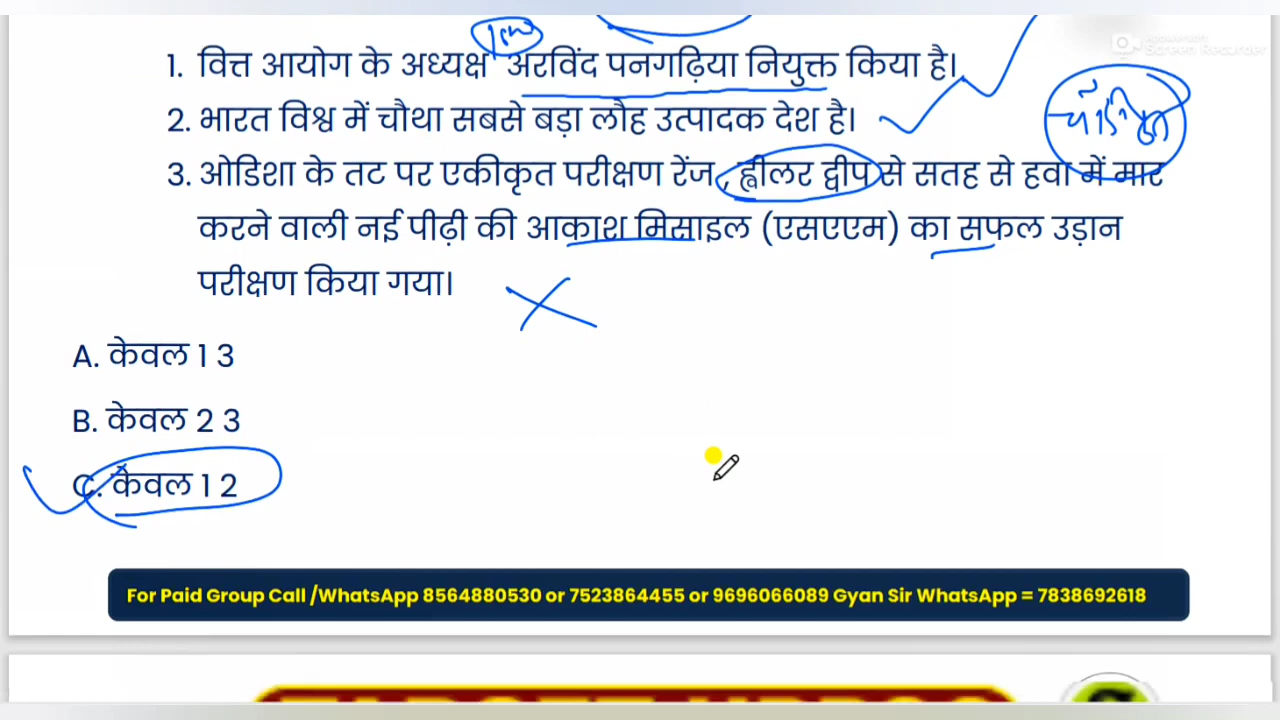 16th
1. वित्त आयोग के अध्यक्ष अरविंद पनगढ़िया नियुक्त किया है।
2. भारत विश्व में चौथा सबसे बड़ा लौह उत्पादक देश है।
3. ओडिशा के तट पर एकीकृत परीक्षण रेंज, व्हीलर द्वीप से सतह से हवा में मार
करने वाली नई पीढ़ी की आकाश मिसाइल (एसएएम) का सफल उड़ान
परीक्षण किया गया।
A. केवल 1 3
B. केवल 2 3
C. केवल 1 2
For Paid Group Call /WhatsApp 8564880530 or 7523864455 or 9696066089 Gyan Sir WhatsApp = 7838692618